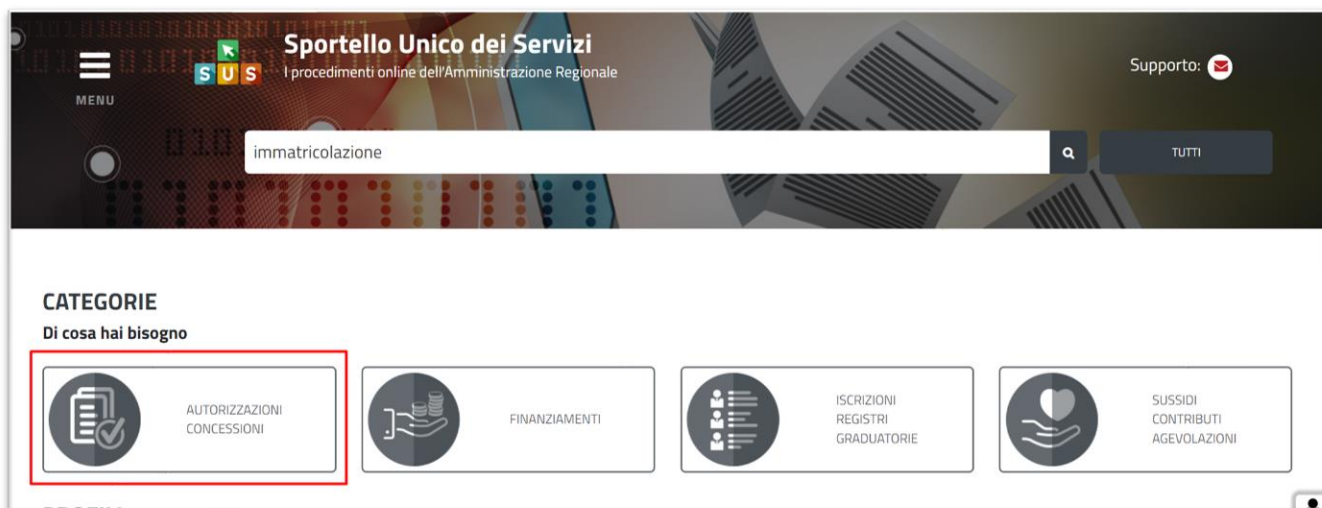 Sportello Unico dei Servizi
SUS
I procedimenti online dell'Amministrazione Regionale
Supporto:
MENU
immatricolazione
TUTTI
CATEGORIE
Di cosa hai bisogno
AUTORIZZAZIONI
CONCESSIONI
FINANZIAMENTI
ISCRIZIONI
REGISTRI
GRADUATORIE
SUSSIDI
CONTRIBUTI
AGEVOLAZIONI